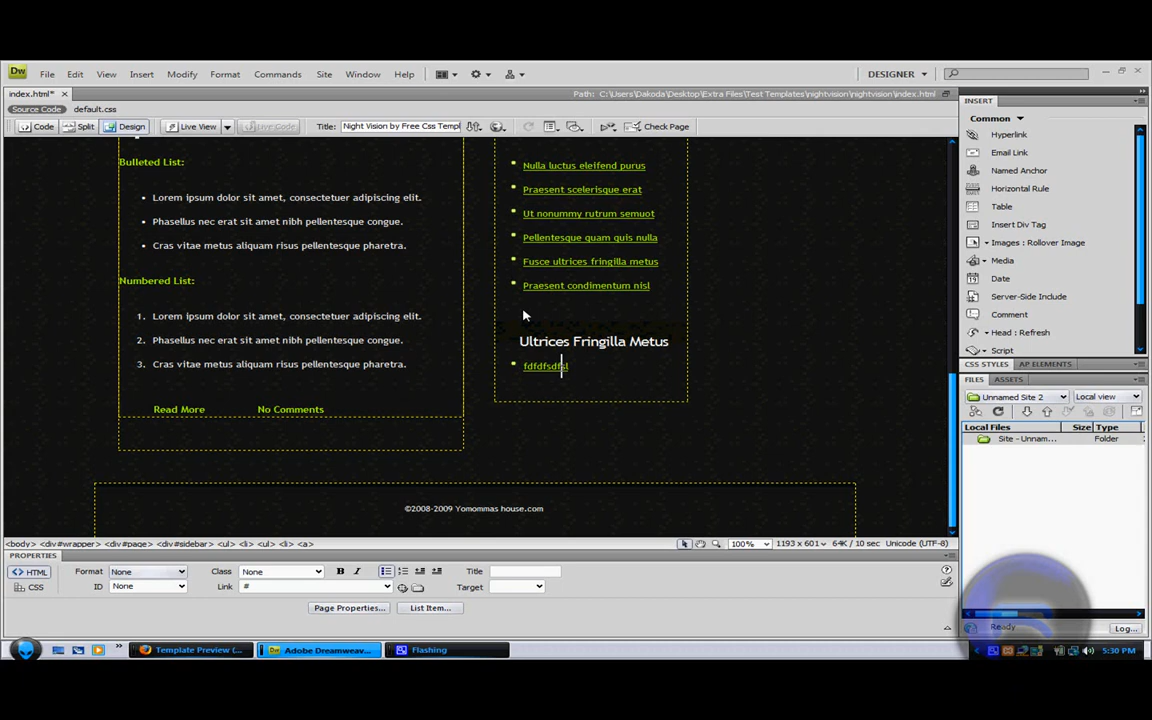 Dw File Edit View Insert Modify Format Commands Site Window Help DESIGNER
index.html* Path: C:\Users\Dakoda\Desktop\Extra Files\Test Templates\nightvision\nightvision\index.html
Source Code default.css
Code Split Design Live View Live Code Title: Night Vision by Free Css Templ Check Page
INSERT
Common
Hyperlink
Email Link
Named Anchor
Horizontal Rule
Table
Insert Div Tag
Images : Rollover Image
Media
Date
Server-Side Include
Comment
Head : Refresh
Script
CSS STYLES AP ELEMENTS
FILES ASSETS
Unnamed Site 2 Local view
Local Files Size Type
Site - Unnam... Folder
Ready Log...
Bulleted List:
Lorem ipsum dolor sit amet, consectetuer adipiscing elit.
Phasellus nec erat sit amet nibh pellentesque congue.
Cras vitae metus aliquam risus pellentesque pharetra.
Numbered List:
1. Lorem ipsum dolor sit amet, consectetuer adipiscing elit.
2. Phasellus nec erat sit amet nibh pellentesque congue.
3. Cras vitae metus aliquam risus pellentesque pharetra.
Read More No Comments
Nulla luctus eleifend purus
Praesent scelerisque erat
Ut nonummy rutrum semuot
Pellentesque quam quis nulla
Fusce ultrices fringilla metus
Praesent condimentum nisl
Ultrices Fringilla Metus
©2008-2009 Yomommas house.com
<body> <div#wrapper> <div#page> <div#sidebar> <ul> <li> <ul> <li> <a> 100% 1193 x 601 64K / 10 sec Unicode (UTF-8)
PROPERTIES
HTML Format None Class None B I Title
CSS ID None Link # Target
Page Properties... List Item...
Template Preview (... Adobe Dreamweav... Flashing 5:30 PM